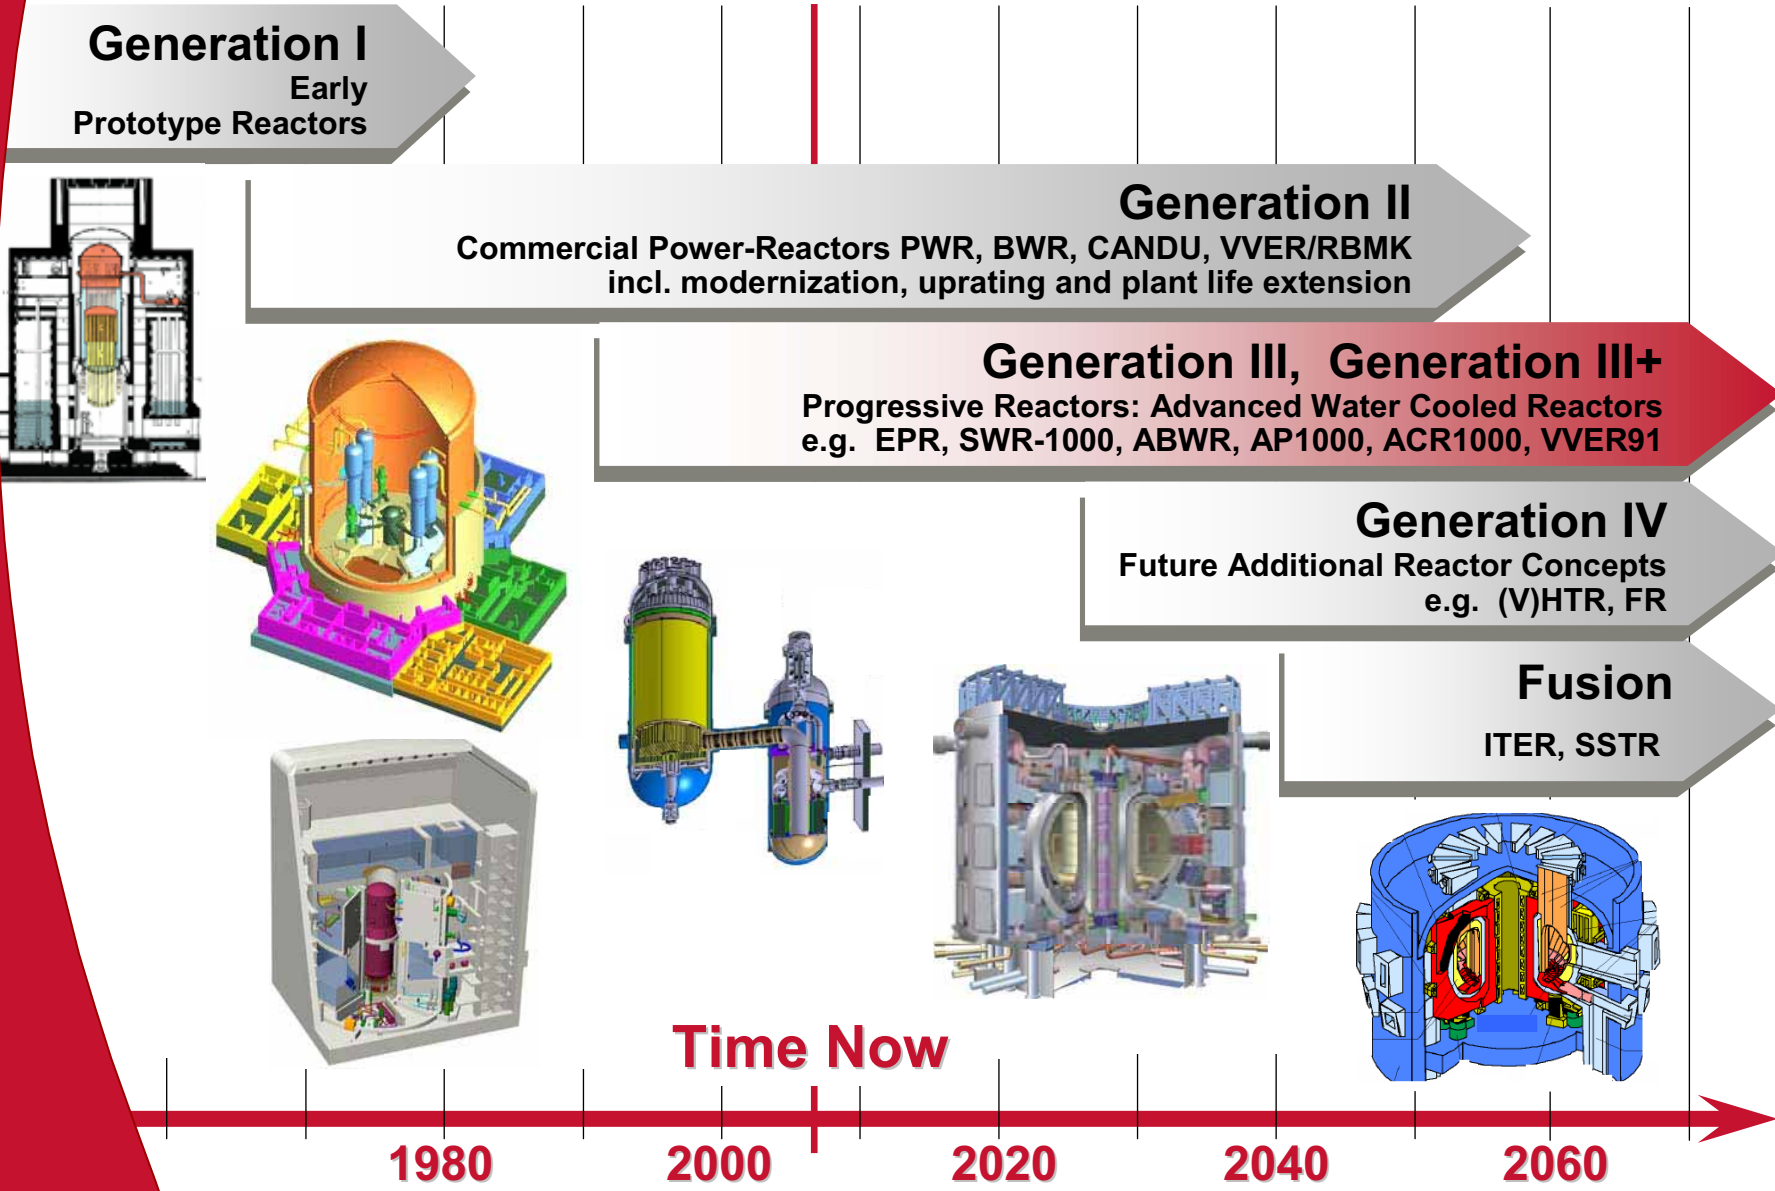 Generation I
Early
Prototype Reactors
Generation II
Commercial Power-Reactors PWR, BWR, CANDU, VVER/RBMK
incl. modernization, uprating and plant life extension
Generation III, Generation III+
Progressive Reactors: Advanced Water Cooled Reactors
e.g. EPR, SWR-1000, ABWR, AP1000, ACR1000, VVER91
Generation IV
Future Additional Reactor Concepts
e.g. (V)HTR, FR
Fusion
ITER, SSTR
Time Now
1980 2000 2020 2040 2060